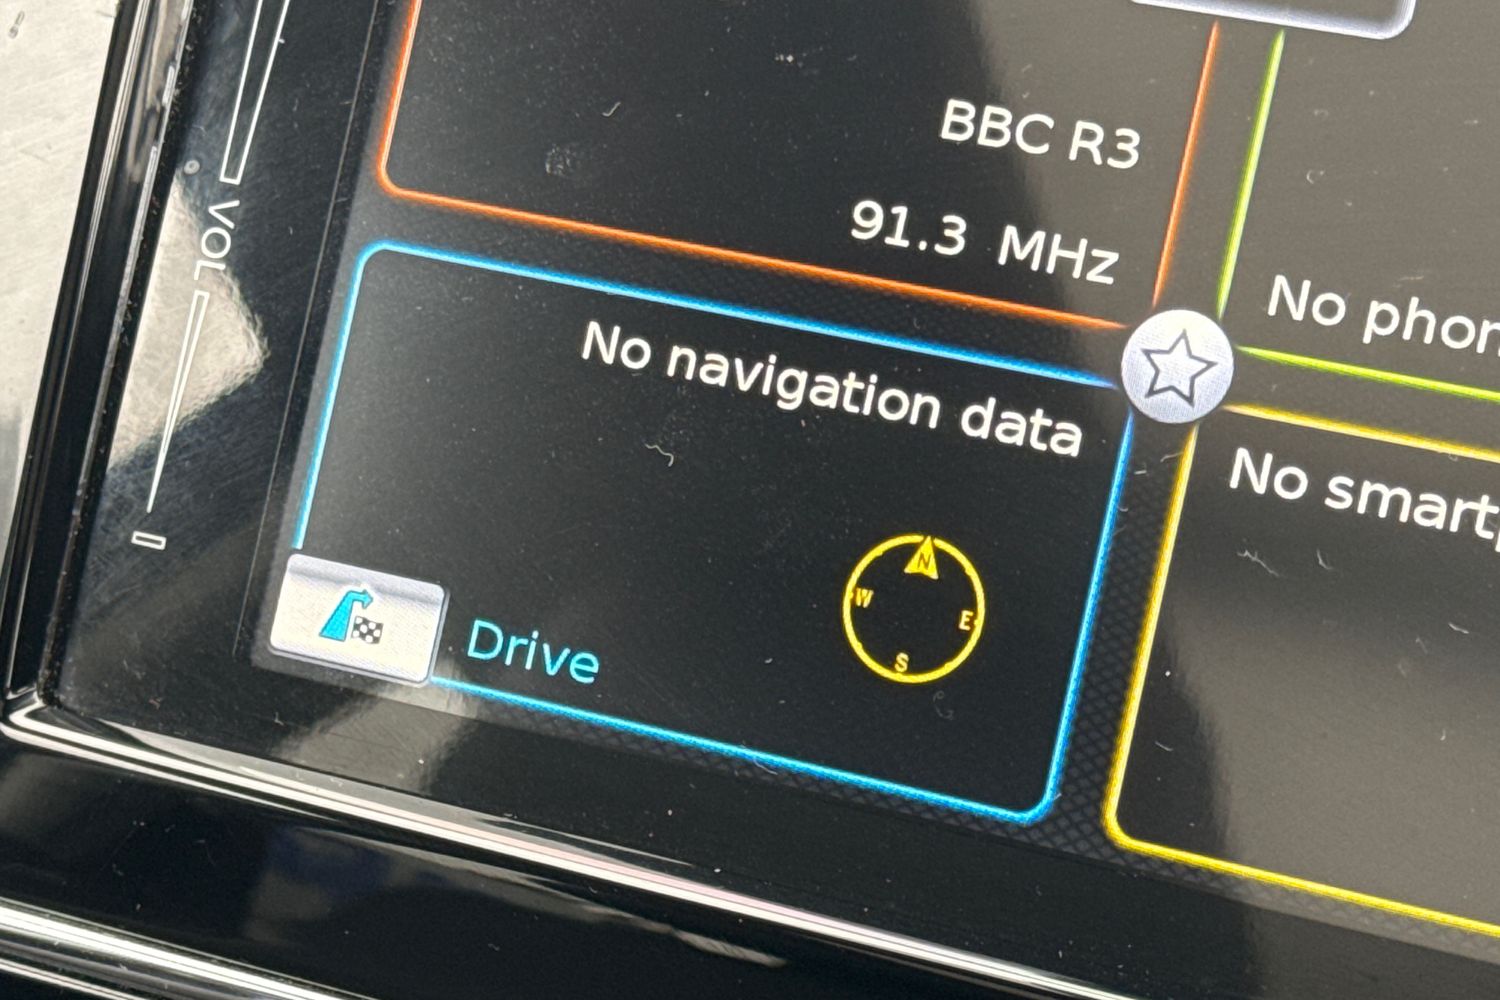 VOL
BBC R3
91.3 MHz
No phon
No navigation data
No smart
N
W
E
S
Drive